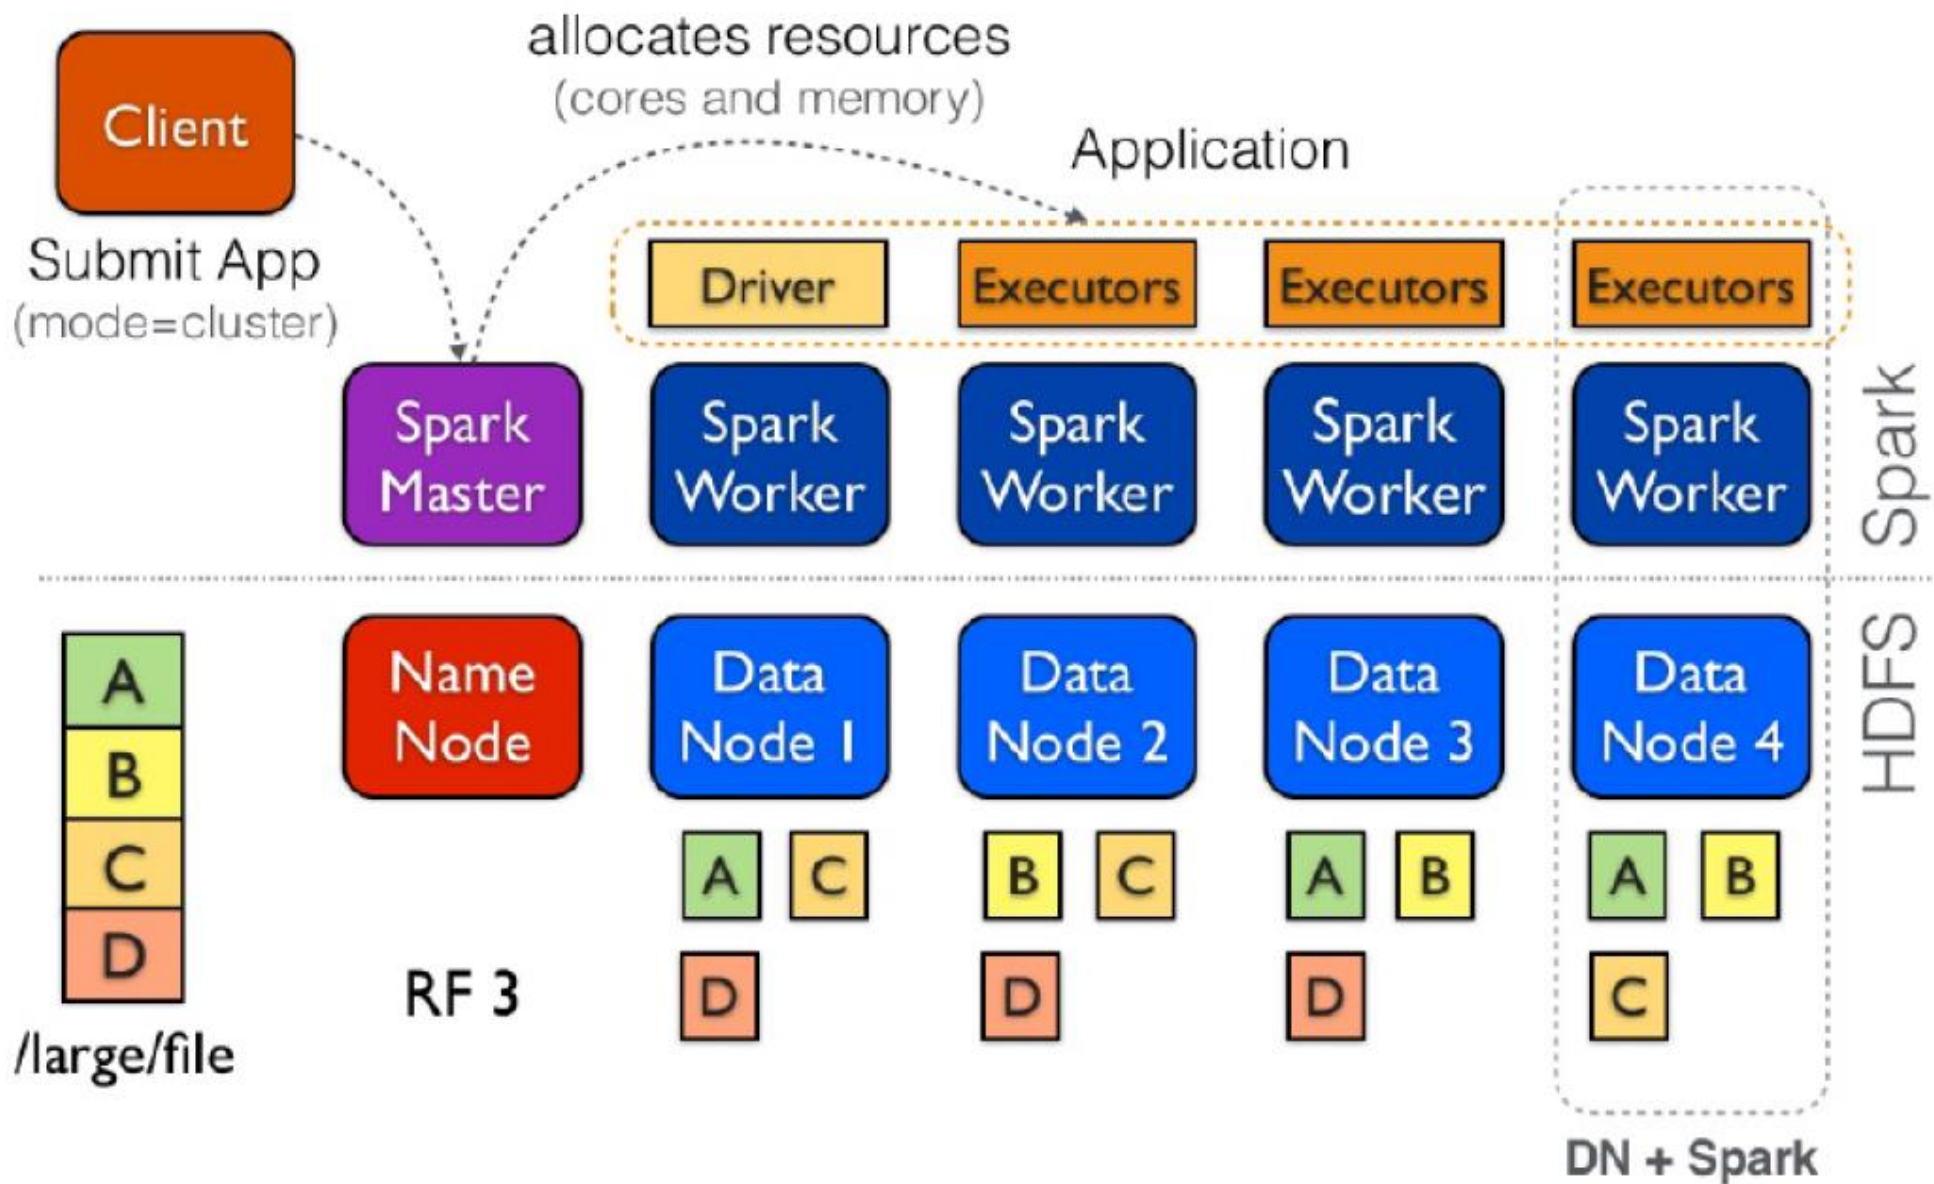 Client
Submit App
(mode=cluster)
allocates resources
(cores and memory)
Application
Driver
Executors
Executors
Executors
Spark
Master
Spark
Worker
Spark
Worker
Spark
Worker
Spark
Worker
Spark
A
B
C
D
/large/file
Name
Node
RF 3
Data
Node 1
Data
Node 2
Data
Node 3
Data
Node 4
HDFS
A C
D
B C
D
A B
D
A B
C
DN + Spark